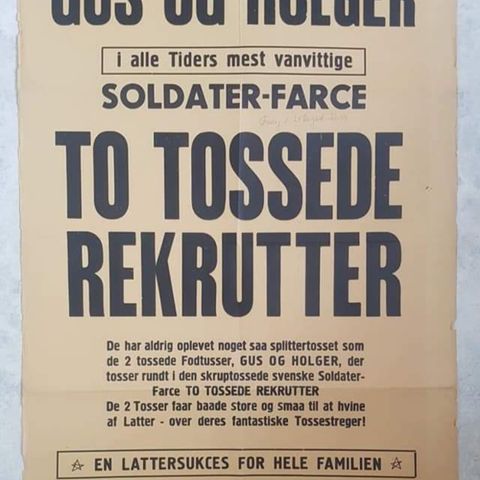 GUS OG HOLGER
i alle Tiders mest vanvittige
SOLDATER-FARCE
TO TOSSEDE
REKRUTTER
De har aldrig oplevet noget saa splittertosset som
de 2 tossede Fodtusser, GUS OG HOLGER, der
tosser rundt i den skruptossede svenske Soldater-
Farce TO TOSSEDE REKRUTTER
De 2 Tosser faar baade store og smaa til at hvine
af Latter - over deres fantastiske Tossestreger!
☆ EN LATTERSUKCES FOR HELE FAMILIEN ☆